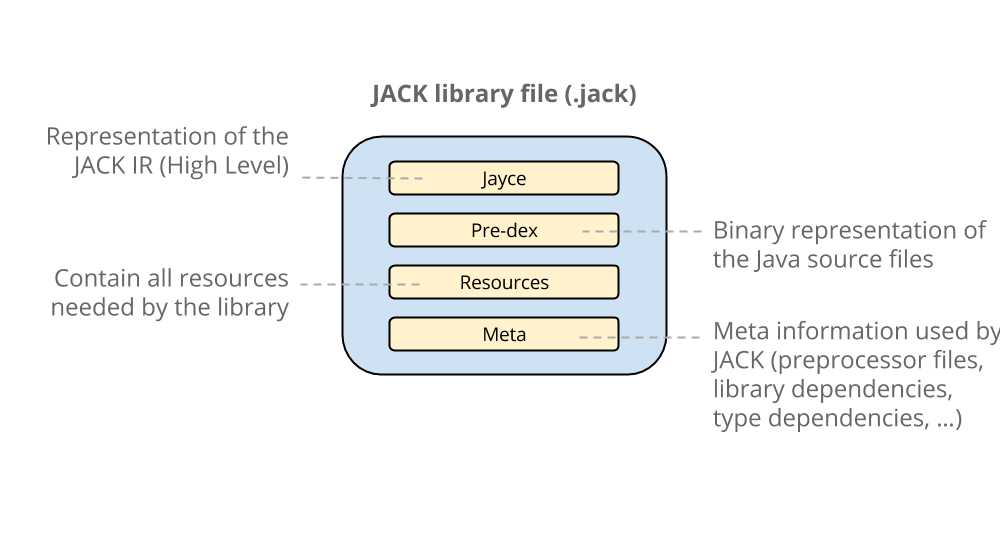 JACK library file (.jack)
Representation of the
JACK IR (High Level)
Jayce
Pre-dex
Binary representation of
the Java source files
Contain all resources
needed by the library
Resources
Meta
Meta information used by
JACK (preprocessor files,
library dependencies,
type dependencies, ...)